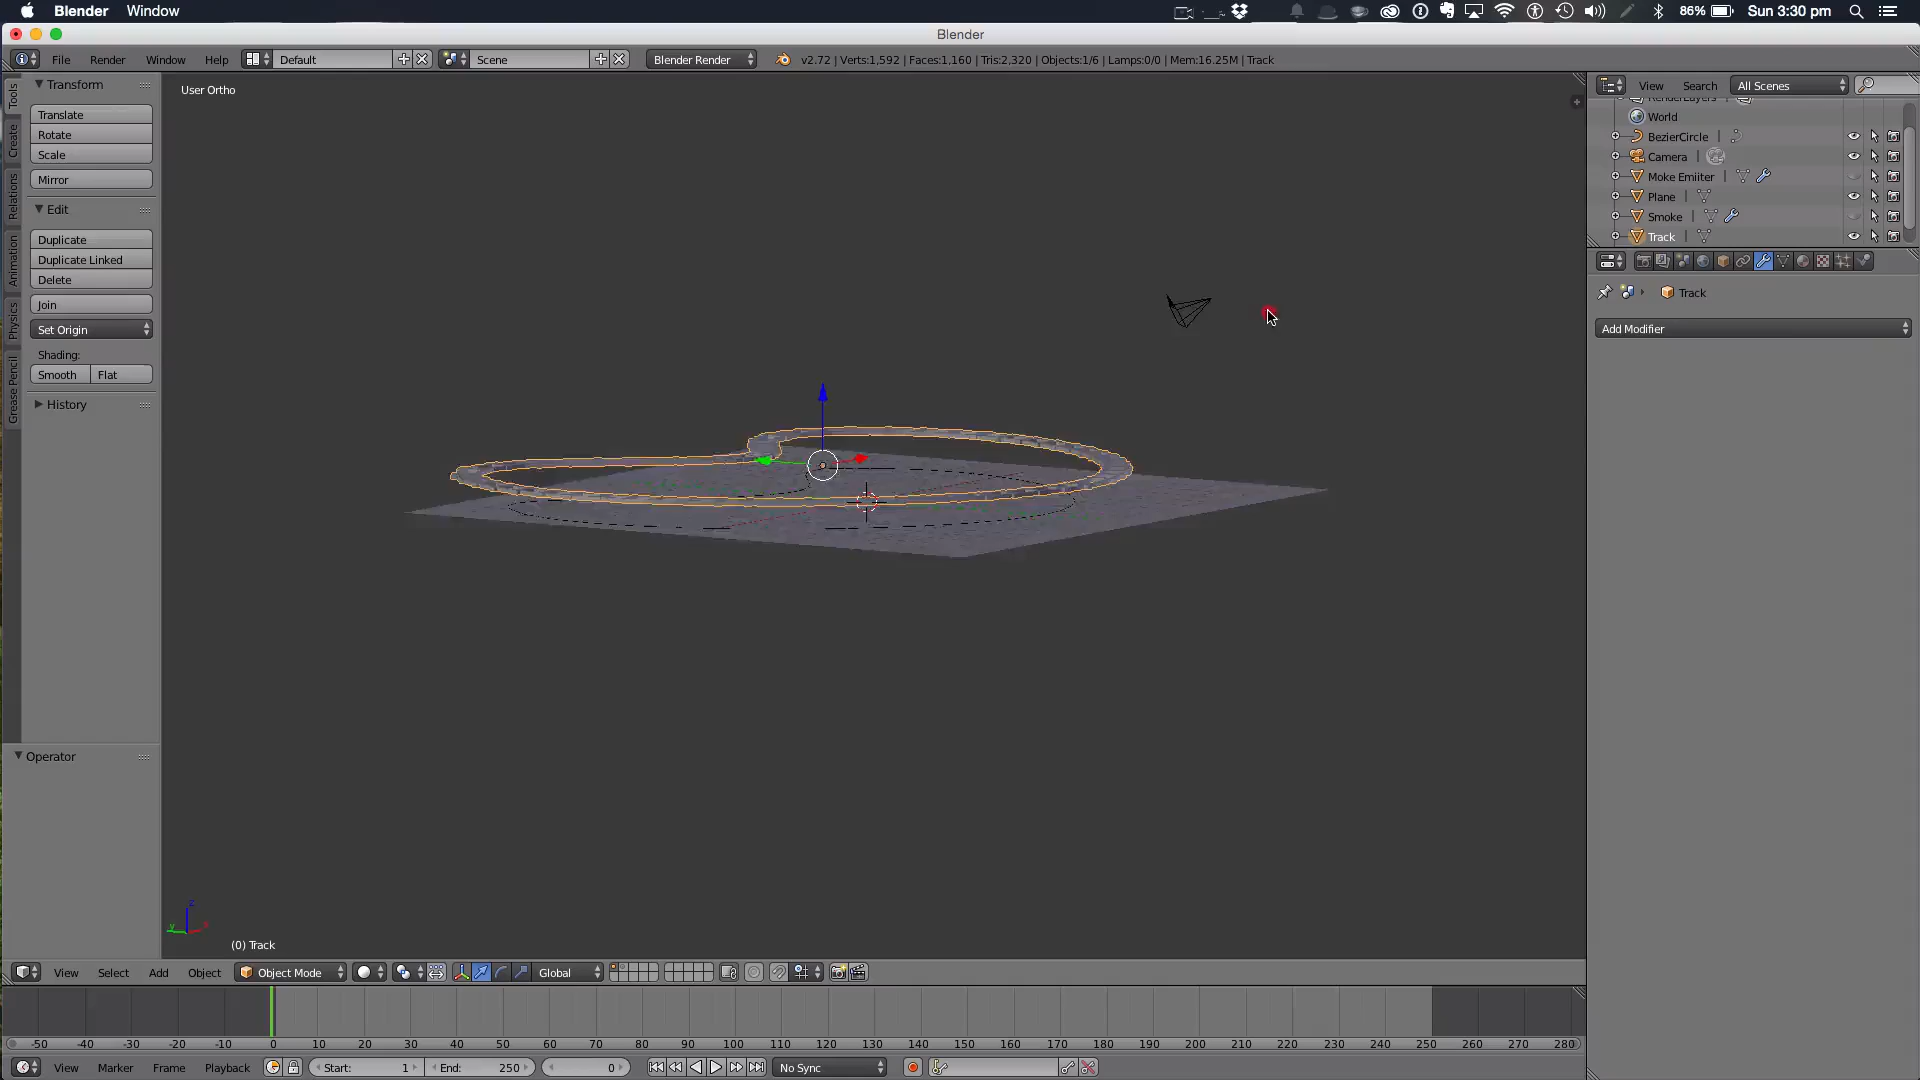 Blender Window
86% Sun 3:30 pm
Blender
File Render Window Help Default Scene Blender Render v2.72 | Verts:1,592 | Faces:1,160 | Tris:2,320 | Objects:1/6 | Lamps:0/0 | Mem:16.25M | Track
Tools
Create
Relations
Animation
Physics
Grease Pencil
Transform
Translate
Rotate
Scale
Mirror
Edit
Duplicate
Duplicate Linked
Delete
Join
Set Origin
Shading:
Smooth Flat
History
Operator
User Ortho
z
y
x
(0) Track
View Search All Scenes
RenderLayers |
World
BezierCircle |
Camera |
Moke Emiiter |
Plane |
Smoke |
Track |
Track
Add Modifier
View Select Add Object Object Mode Global
-50 -40 -30 -20 -10 0 10 20 30 40 50 60 70 80 90 100 110 120 130 140 150 160 170 180 190 200 210 220 230 240 250 260 270 280
View Marker Frame Playback Start: 1 End: 250 0 No Sync